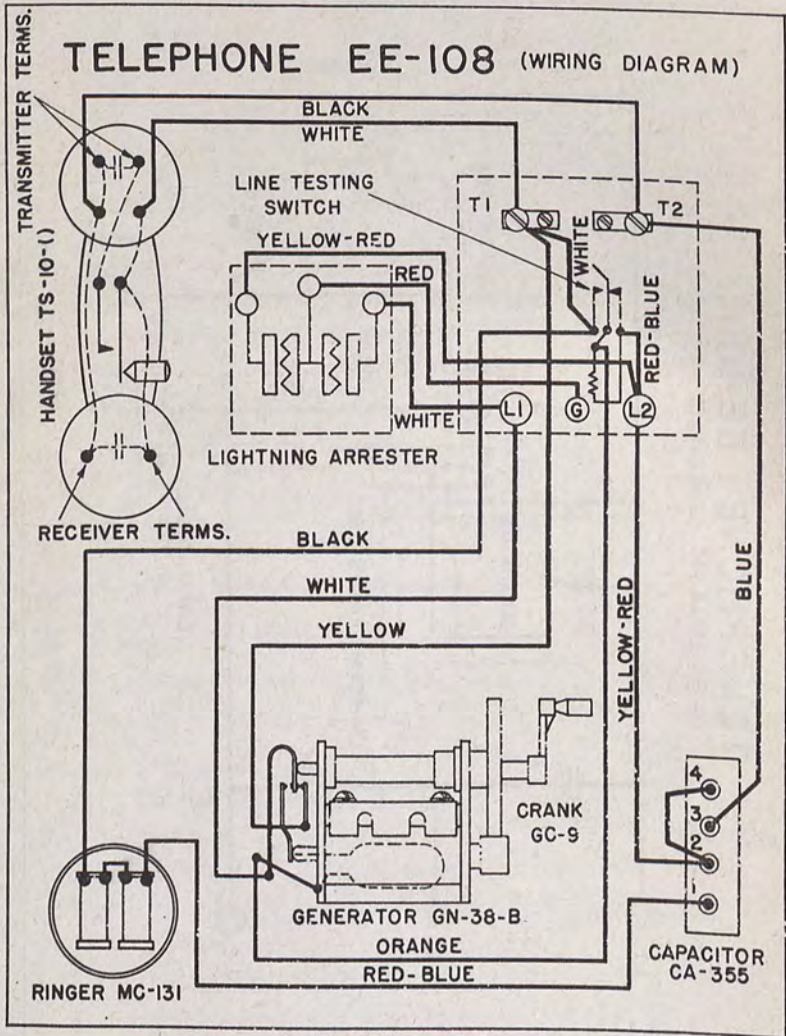 TELEPHONE EE-108 (WIRING DIAGRAM)
TRANSMITTER TERMS.
BLACK
WHITE
LINE TESTING
SWITCH
T1
T2
YELLOW-RED
RED
WHITE
RED-BLUE
HANDSET TS-10-()
WHITE
L1
G
L2
LIGHTNING ARRESTER
RECEIVER TERMS.
BLACK
WHITE
YELLOW
YELLOW-RED
BLUE
CRANK
GC-9
4
3
2
1
GENERATOR GN-38-B
ORANGE
RED-BLUE
RINGER MC-131
CAPACITOR
CA-355